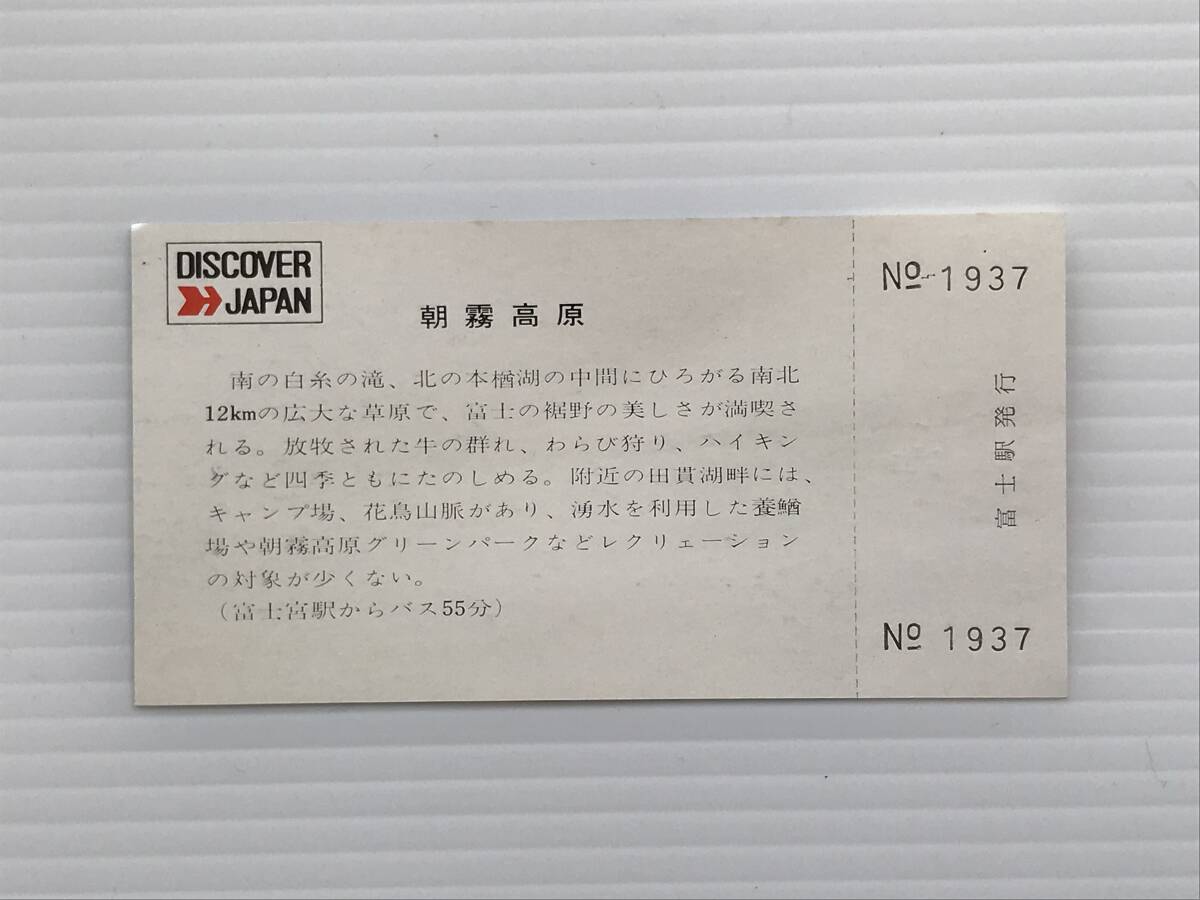 DISCOVER
JAPAN
朝霧高原
南の白糸の滝、北の本楢湖の中間にひろがる南北
12kmの広大な草原で、富士の裾野の美しさが満喫さ
れる。放牧された牛の群れ、わらび狩り、ハイキン
グなど四季ともにたのしめる。附近の田貫湖畔には、
キャンプ場、花鳥山脈があり、湧水を利用した養鱒
場や朝霧高原グリーンパークなどレクリェーション
の対象が少くない。
（富士宮駅からバス55分）
№ 1937
富士駅発行
№ 1937